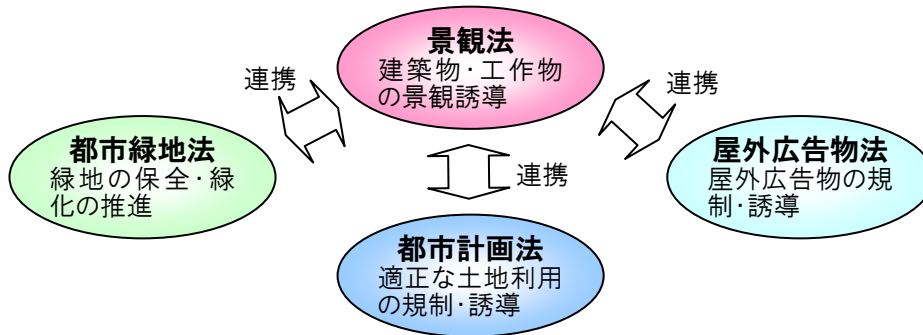 景観法
建築物･工作物
の景観誘導
連携
連携
都市緑地法
緑地の保全･緑
化の推進
連携
屋外広告物法
屋外広告物の規
制･誘導
都市計画法
適正な土地利用
の規制･誘導